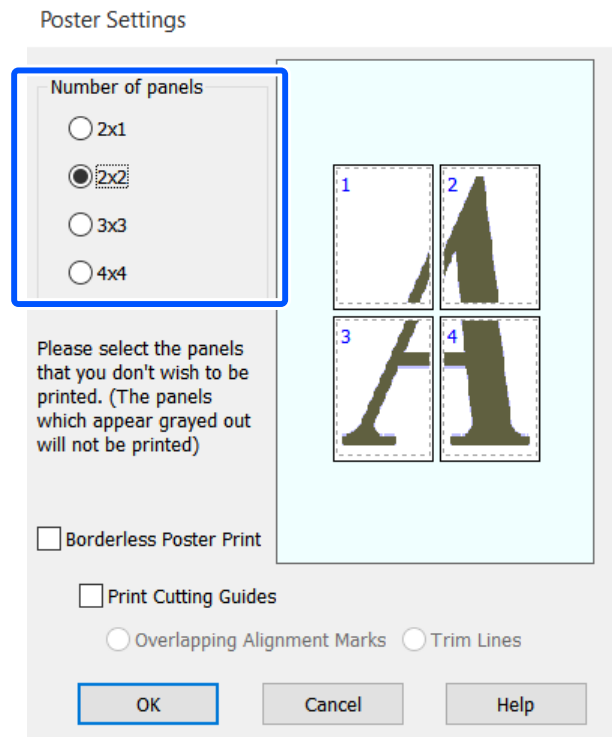 Poster Settings
Number of panels
2x1
2x2
3x3
4x4
1
2
3
4
Please select the panels
that you don't wish to be
printed. (The panels
which appear grayed out
will not be printed)
Borderless Poster Print
Print Cutting Guides
Overlapping Alignment Marks
Trim Lines
OK
Cancel
Help